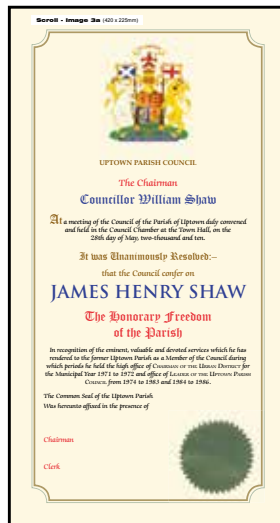 Scroll - Image 3a (420 x 225mm)
UPTOWN PARISH COUNCIL
The Chairman
Councillor William Shaw
At a meeting of the Council of the Parish of Uptown duly convened
and held in the Council Chamber at the Town Hall, on the
28th day of May, two-thousand and ten.
It was Unanimously Resolved:–
that the Council confer on
JAMES HENRY SHAW
The Honorary Freedom
of the Parish
In recognition of the eminent, valuable and devoted services which he has
rendered to the former Uptown Parish as a Member of the Council during
which periods he held the high office of CHAIRMAN OF THE URBAN DISTRICT for
the Municipal Year 1971 to 1972 and office of LEADER OF THE UPTOWN PARISH
COUNCIL from 1974 to 1983 and 1984 to 1986.
The Common Seal of the Uptown Parish
Was hereunto affixed in the presence of
Chairman
Clerk